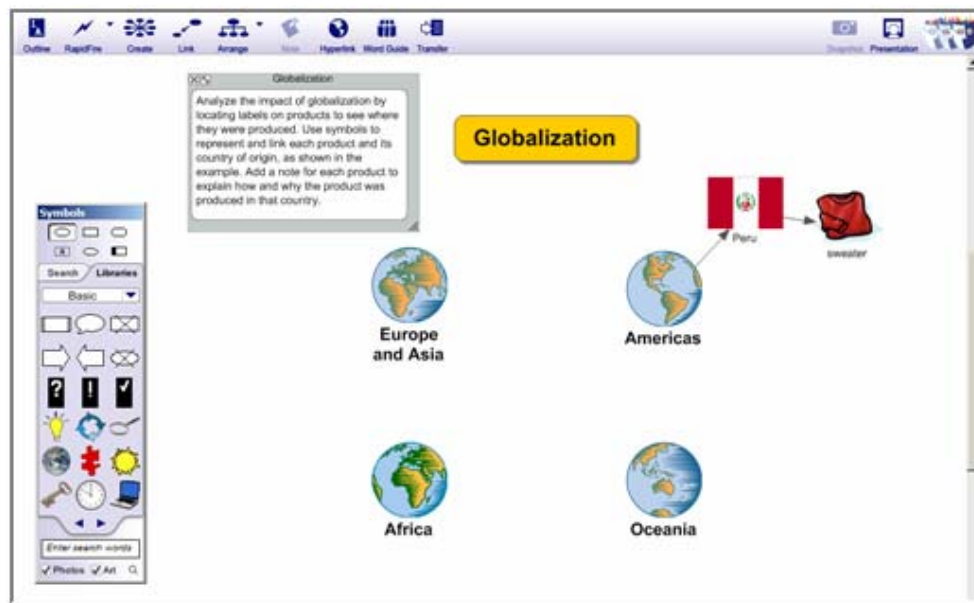 Outline RapidFire Create Link Arrange Note Hyperlink Word Guide Transfer Snapshot Presentation
Globalization
Analyze the impact of globalization by
locating labels on products to see where
they were produced. Use symbols to
represent and link each product and its
country of origin, as shown in the
example. Add a note for each product to
explain how and why the product was
produced in that country.
Globalization
Peru
sweater
Europe
and Asia
Americas
Africa
Oceania
Symbols
Search Libraries
Basic
Enter search words
Photos Art